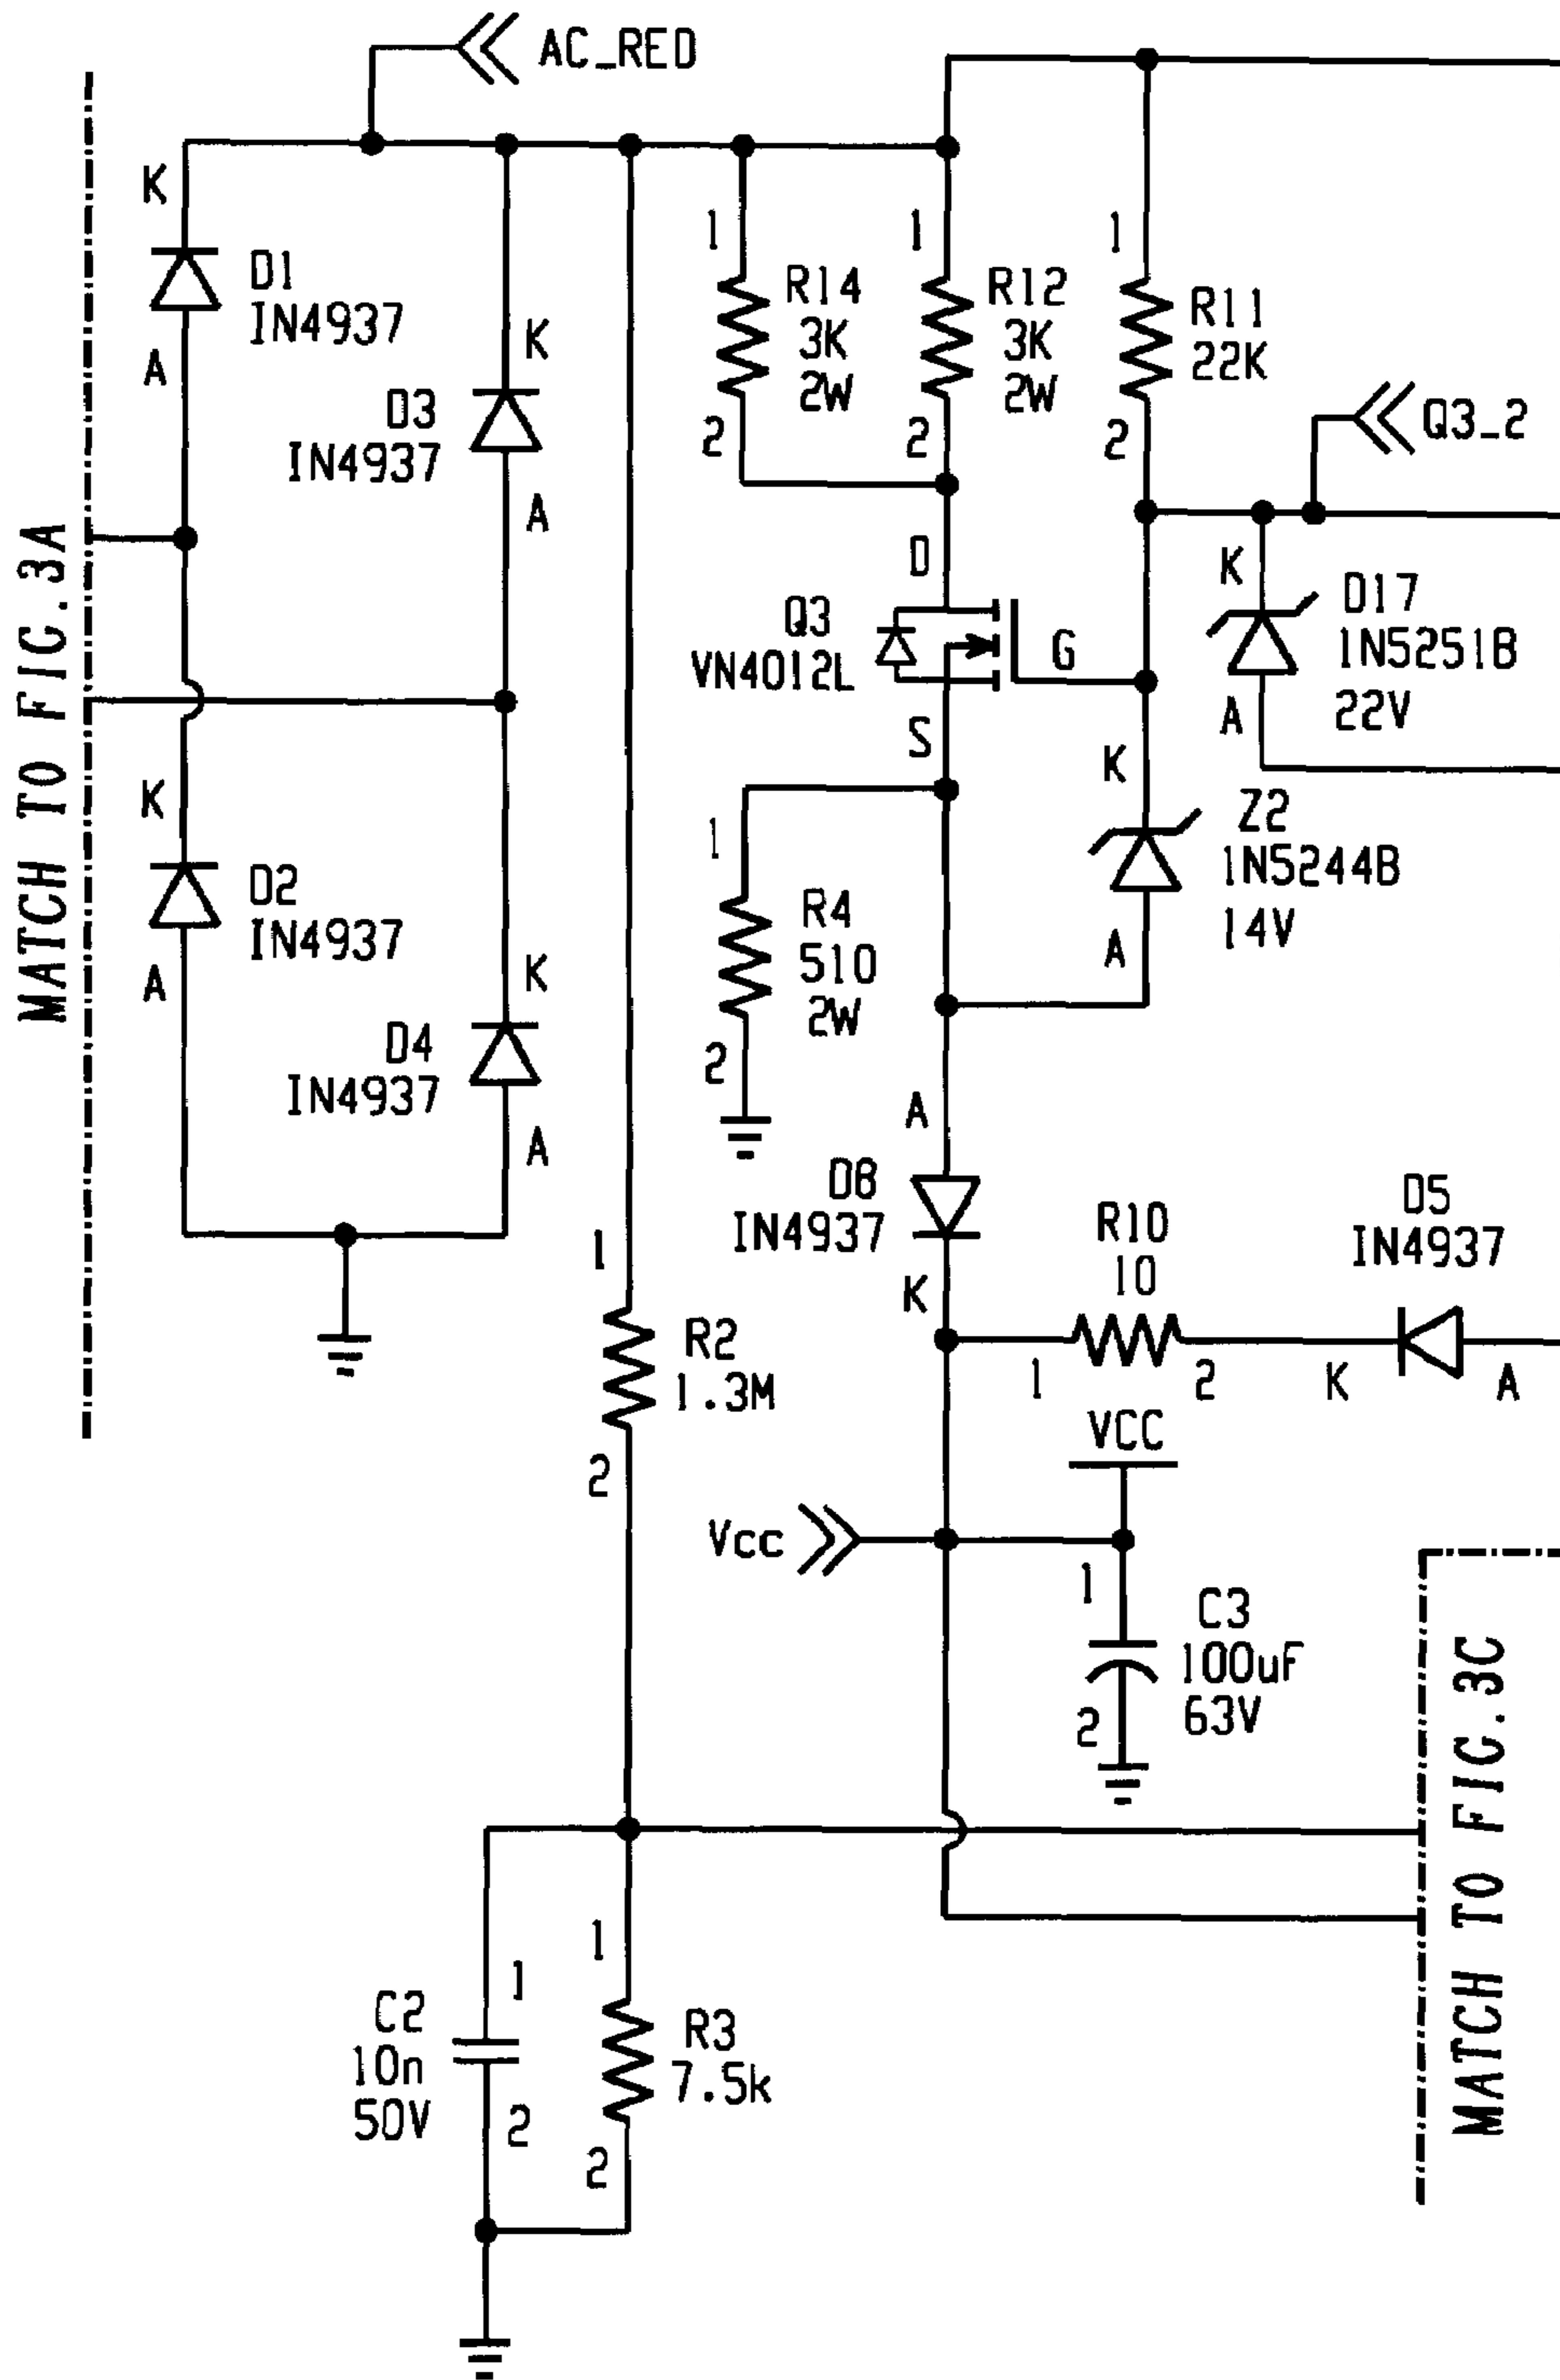 AC_RED
K
D1
IN4937
A
K
D3
IN4937
A
1
R14
3K
2W
2
1
R12
3K
2W
2
1
R11
22K
2
Q3_2
D
Q3
VN4012L
G
S
K
D17
1N5251B
22V
A
K
Z2
1N5244B
14V
A
MATCH TO FIG.3A
K
D2
IN4937
A
K
D4
IN4937
A
1
R4
510
2W
2
A
D8
IN4937
K
R10
10
1
2
D5
IN4937
K
A
1
R2
1.3M
2
VCC
Vcc
1
C3
100uF
63V
2
MATCH TO FIG.3C
1
C2
10n
50V
2
1
R3
7.5k
2